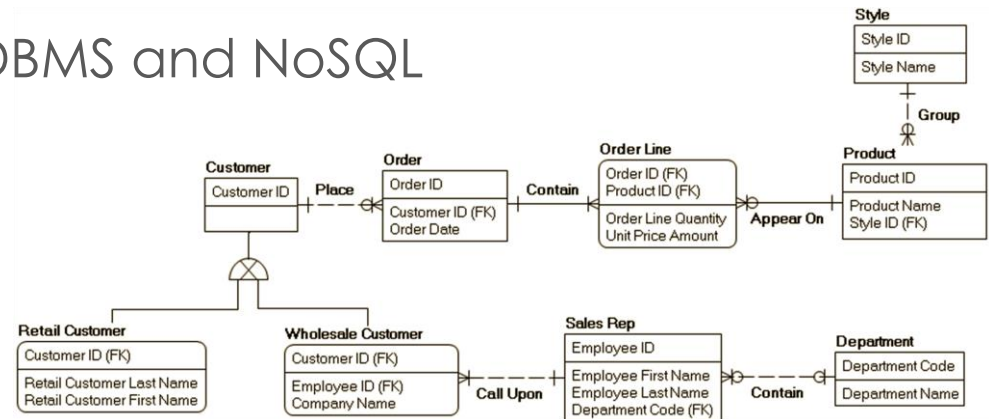 DBMS and NoSQL
Style
Style ID
Style Name
Group
Customer
Customer ID
Place
Order
Order ID
Customer ID (FK)
Order Date
Contain
Order Line
Order ID (FK)
Product ID (FK)
Order Line Quantity
Unit Price Amount
Appear On
Product
Product ID
Product Name
Style ID (FK)
Retail Customer
Customer ID (FK)
Retail Customer Last Name
Retail Customer First Name
Wholesale Customer
Customer ID (FK)
Employee ID (FK)
Company Name
Call Upon
Sales Rep
Employee ID
Employee First Name
Employee Last Name
Department Code (FK)
Contain
Department
Department Code
Department Name